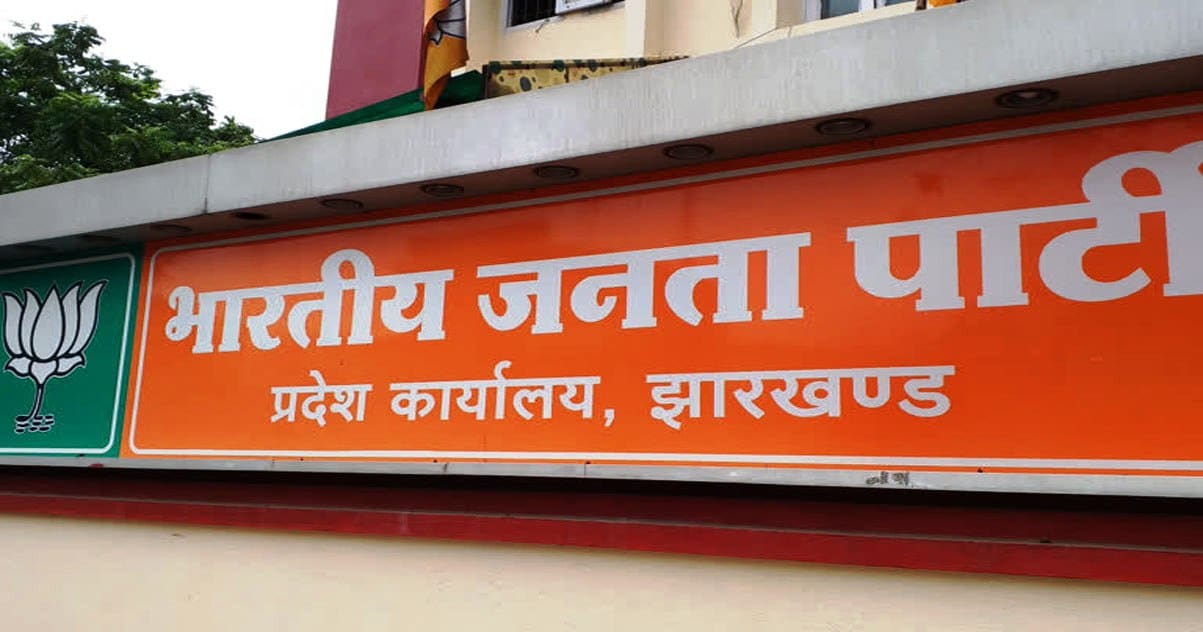 भारतीय जनता पार्टी
प्रदेश कार्यालय, झारखण्ड